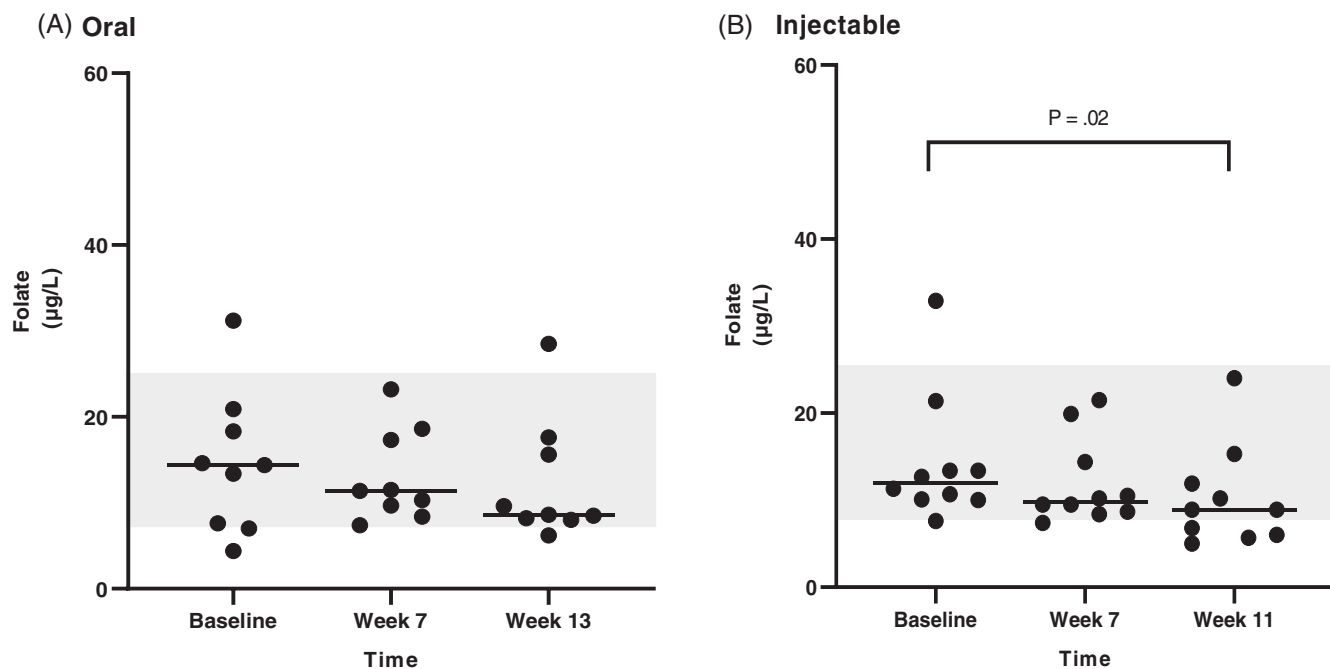 (A) Oral
60
40
20
0
Folate
(µg/L)
Baseline Week 7 Week 13
Time
(B) Injectable
P = .02
60
40
20
0
Folate
(µg/L)
Baseline Week 7 Week 11
Time